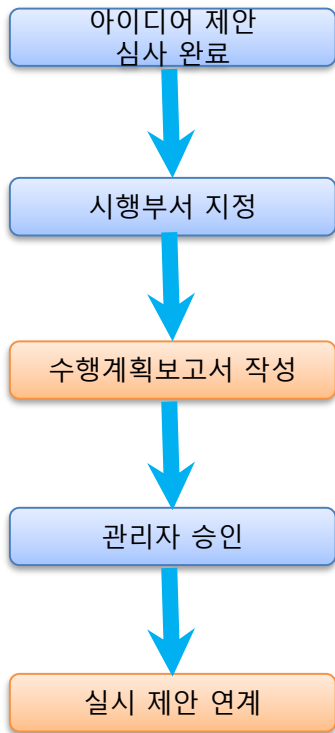 아이디어 제안
심사 완료
시행부서 지정
수행계획보고서 작성
관리자 승인
실시 제안 연계